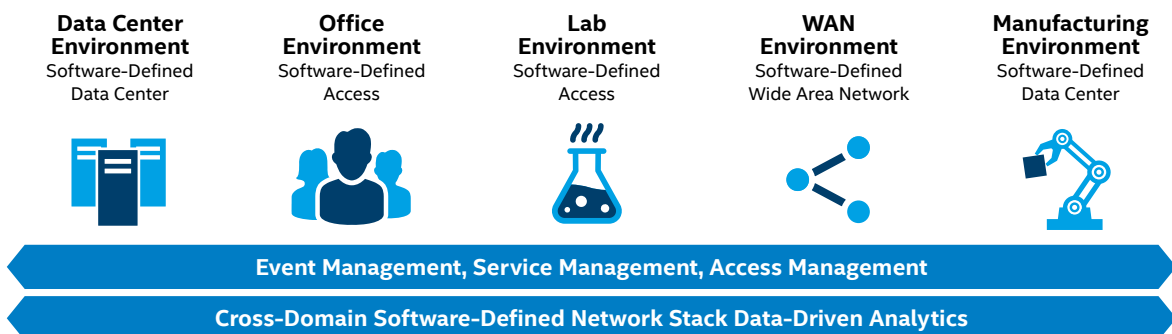 Data Center
Environment
Software-Defined
Data Center
Office
Environment
Software-Defined
Access
Lab
Environment
Software-Defined
Access
WAN
Environment
Software-Defined
Wide Area Network
Manufacturing
Environment
Software-Defined
Data Center
Event Management, Service Management, Access Management
Cross-Domain Software-Defined Network Stack Data-Driven Analytics